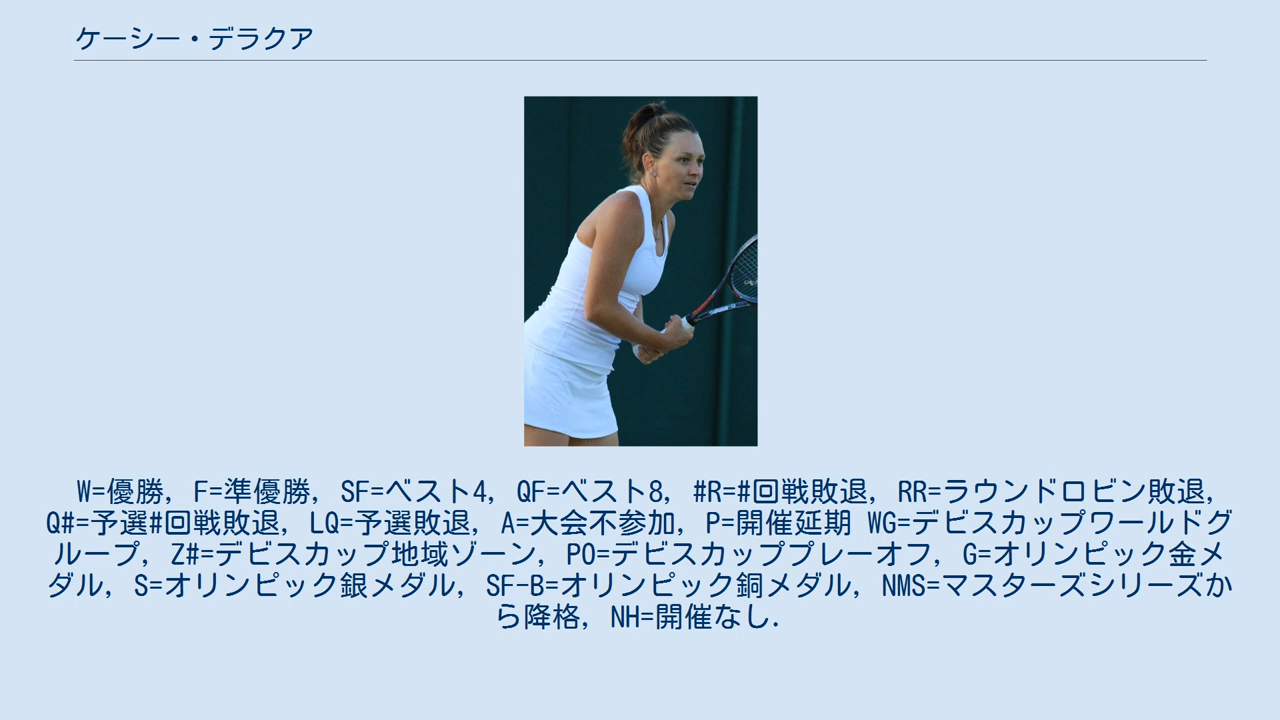 ケーシー・デラクア
W=優勝, F=準優勝, SF=ベスト4, QF=ベスト8, #R=#回戦敗退, RR=ラウンドロビン敗退,
Q#=予選#回戦敗退, LQ=予選敗退, A=大会不参加, P=開催延期 WG=デビスカップワールドグ
ループ, Z#=デビスカップ地域ゾーン, PO=デビスカッププレーオフ, G=オリンピック金メ
ダル, S=オリンピック銀メダル, SF-B=オリンピック銅メダル, NMS=マスターズシリーズか
ら降格, NH=開催なし.